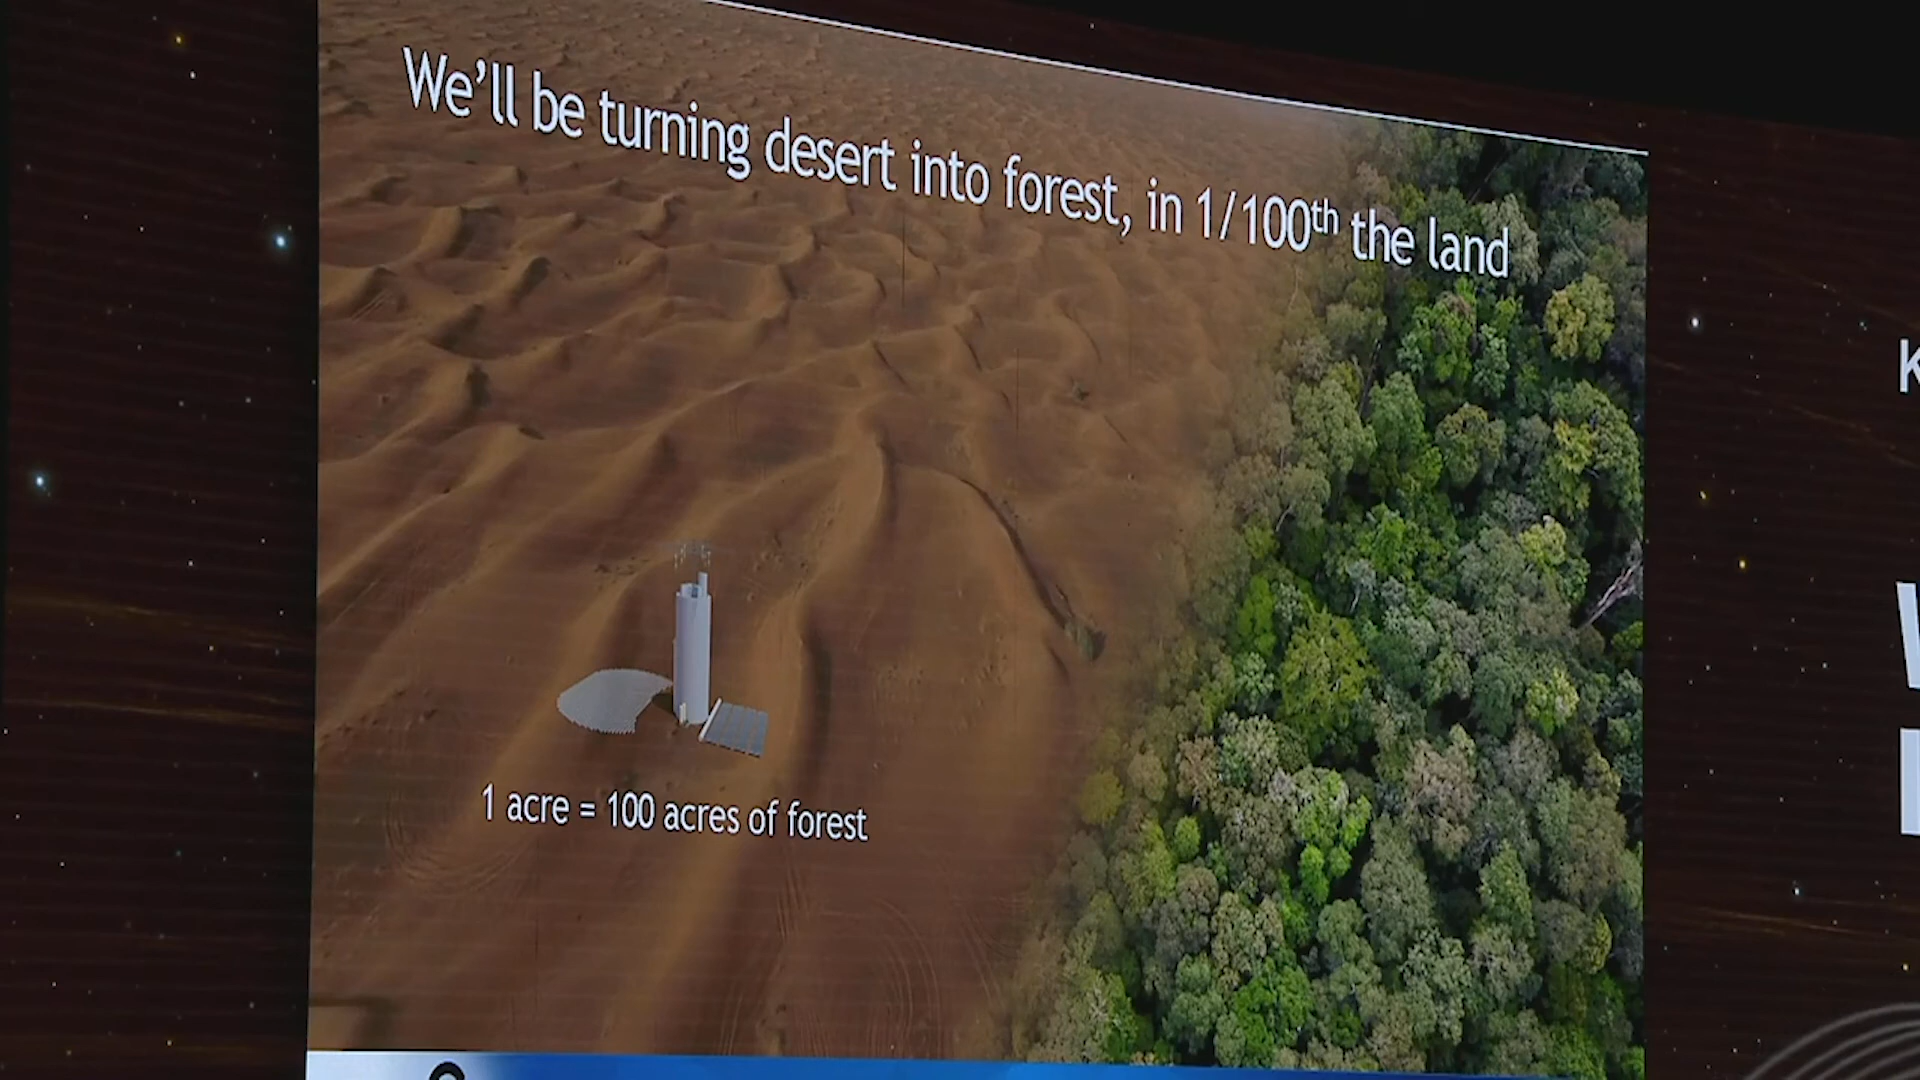 We'll be turning desert into forest, in 1/100th the land
1 acre = 100 acres of forest
K